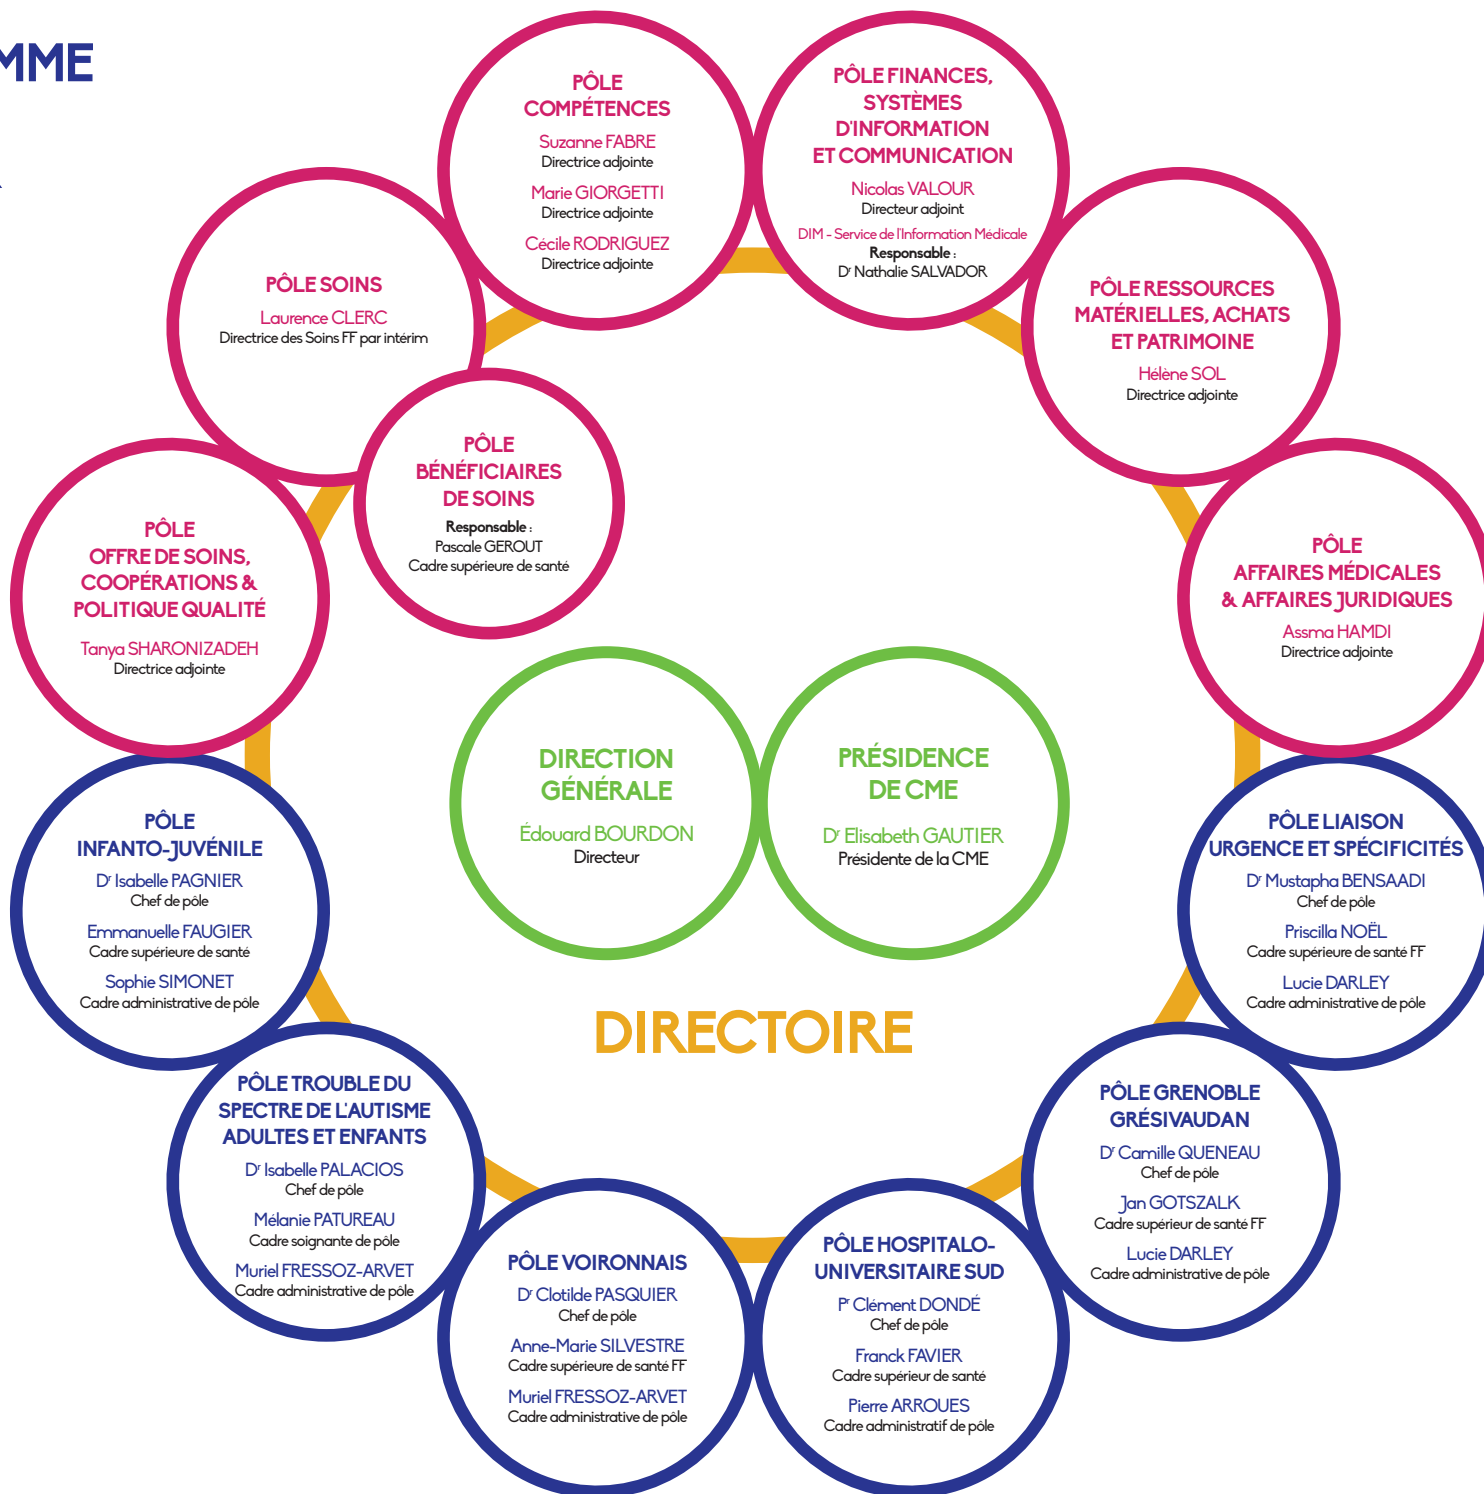 MME
PÔLE
COMPÉTENCES
Suzanne FABRE
Directrice adjointe
Marie GIORGETTI
Directrice adjointe
Cécile RODRIGUEZ
Directrice adjointe
PÔLE FINANCES,
SYSTÈMES
D'INFORMATION
ET COMMUNICATION
Nicolas VALOUR
Directeur adjoint
DIM - Service de l'Information Médicale
Responsable :
Dr Nathalie SALVADOR
PÔLE SOINS
Laurence CLERC
Directrice des Soins FF par intérim
PÔLE RESSOURCES
MATÉRIELLES, ACHATS
ET PATRIMOINE
Hélène SOL
Directrice adjointe
PÔLE
BÉNÉFICIAIRES
DE SOINS
Responsable :
Pascale GEROUT
Cadre supérieure de santé
PÔLE
OFFRE DE SOINS,
COOPÉRATIONS &
POLITIQUE QUALITÉ
Tanya SHARONIZADEH
Directrice adjointe
PÔLE
AFFAIRES MÉDICALES
& AFFAIRES JURIDIQUES
Assma HAMDI
Directrice adjointe
DIRECTION
GÉNÉRALE
Édouard BOURDON
Directeur
PRÉSIDENCE
DE CME
Dr Elisabeth GAUTIER
Présidente de la CME
PÔLE
INFANTO-JUVÉNILE
Dr Isabelle PAGNIER
Chef de pôle
Emmanuelle FAUGIER
Cadre supérieure de santé
Sophie SIMONET
Cadre administrative de pôle
PÔLE LIAISON
URGENCE ET SPÉCIFICITÉS
Dr Mustapha BENSAADI
Chef de pôle
Priscilla NOËL
Cadre supérieure de santé FF
Lucie DARLEY
Cadre administrative de pôle
DIRECTOIRE
PÔLE TROUBLE DU
SPECTRE DE L'AUTISME
ADULTES ET ENFANTS
Dr Isabelle PALACIOS
Chef de pôle
Mélanie PATUREAU
Cadre soignante de pôle
Muriel FRESSOZ-ARVET
Cadre administrative de pôle
PÔLE GRENOBLE
GRÉSIVAUDAN
Dr Camille QUENEAU
Chef de pôle
Jan GOTSZALK
Cadre supérieur de santé FF
Lucie DARLEY
Cadre administrative de pôle
PÔLE VOIRONNAIS
Dr Clotilde PASQUIER
Chef de pôle
Anne-Marie SILVESTRE
Cadre supérieure de santé FF
Muriel FRESSOZ-ARVET
Cadre administrative de pôle
PÔLE HOSPITALO-
UNIVERSITAIRE SUD
Pr Clément DONDÉ
Chef de pôle
Franck FAVIER
Cadre supérieur de santé
Pierre ARROUES
Cadre administratif de pôle